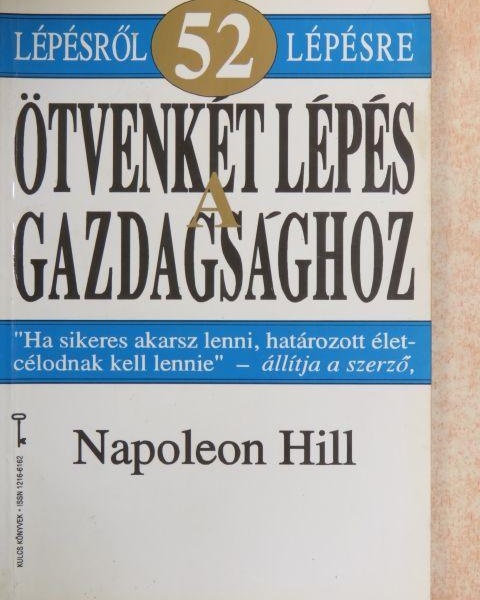 LÉPÉSRŐL 52 LÉPÉSRE
ÖTVENKÉT LÉPÉS
A
GAZDAGSÁGHOZ
"Ha sikeres akarsz lenni, határozott élet-
célodnak kell lennie" – állítja a szerző,
Napoleon Hill
KULCS KÖNYVEK • ISSN 1216-6162